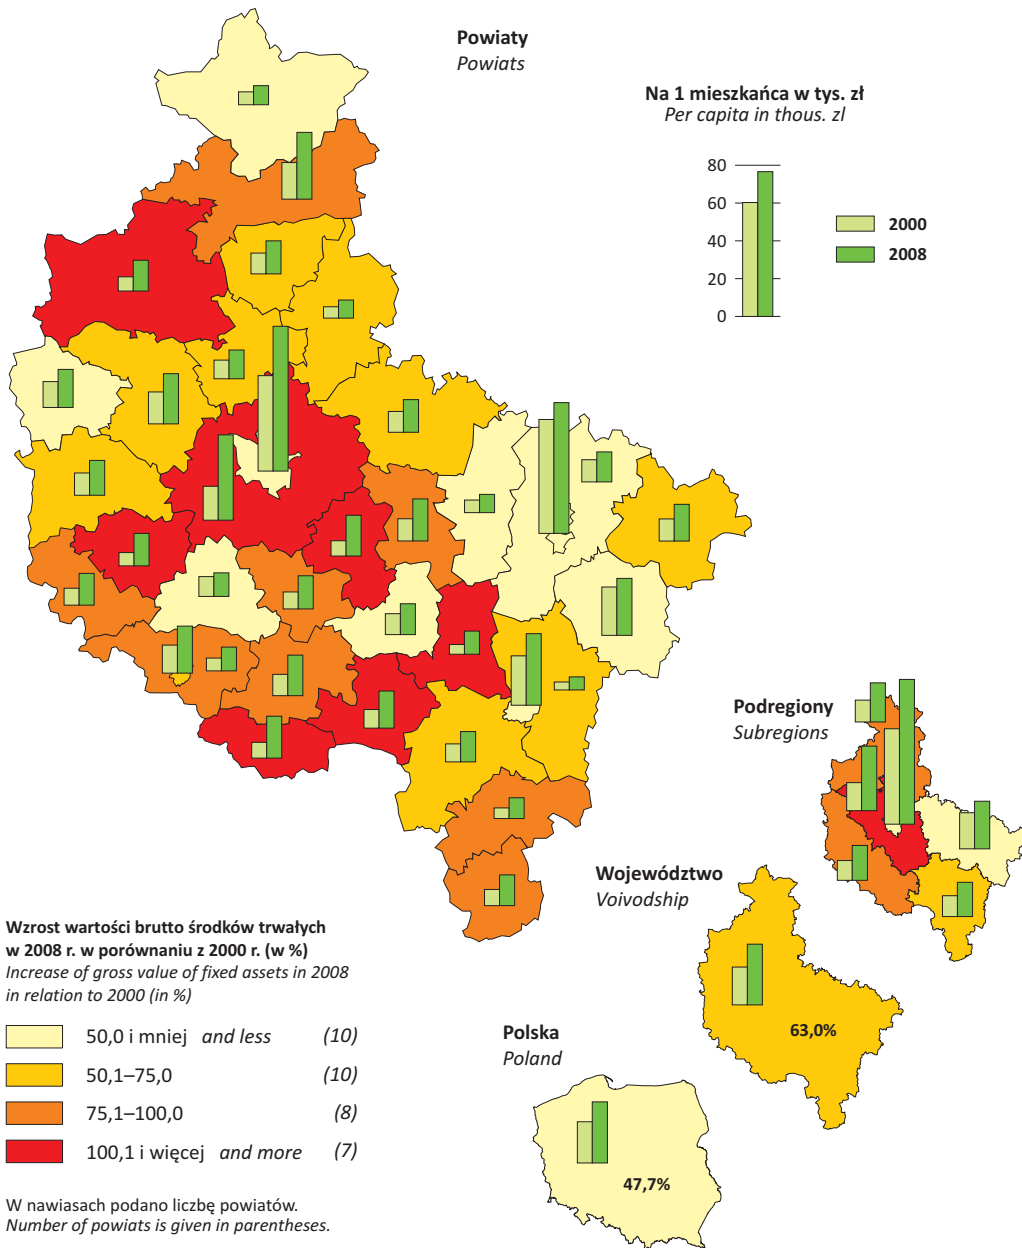 Powiaty
Powiats
Na 1 mieszkańca w tys. zł
Per capita in thous. zl
80
60
40
20
0
2000
2008
Podregiony
Subregions
Województwo
Voivodship
63,0%
Polska
Poland
47,7%
Wzrost wartości brutto środków trwałych
w 2008 r. w porównaniu z 2000 r. (w %)
Increase of gross value of fixed assets in 2008
in relation to 2000 (in %)
50,0 i mniej and less (10)
50,1–75,0 (10)
75,1–100,0 (8)
100,1 i więcej and more (7)
W nawiasach podano liczbę powiatów.
Number of powiats is given in parentheses.